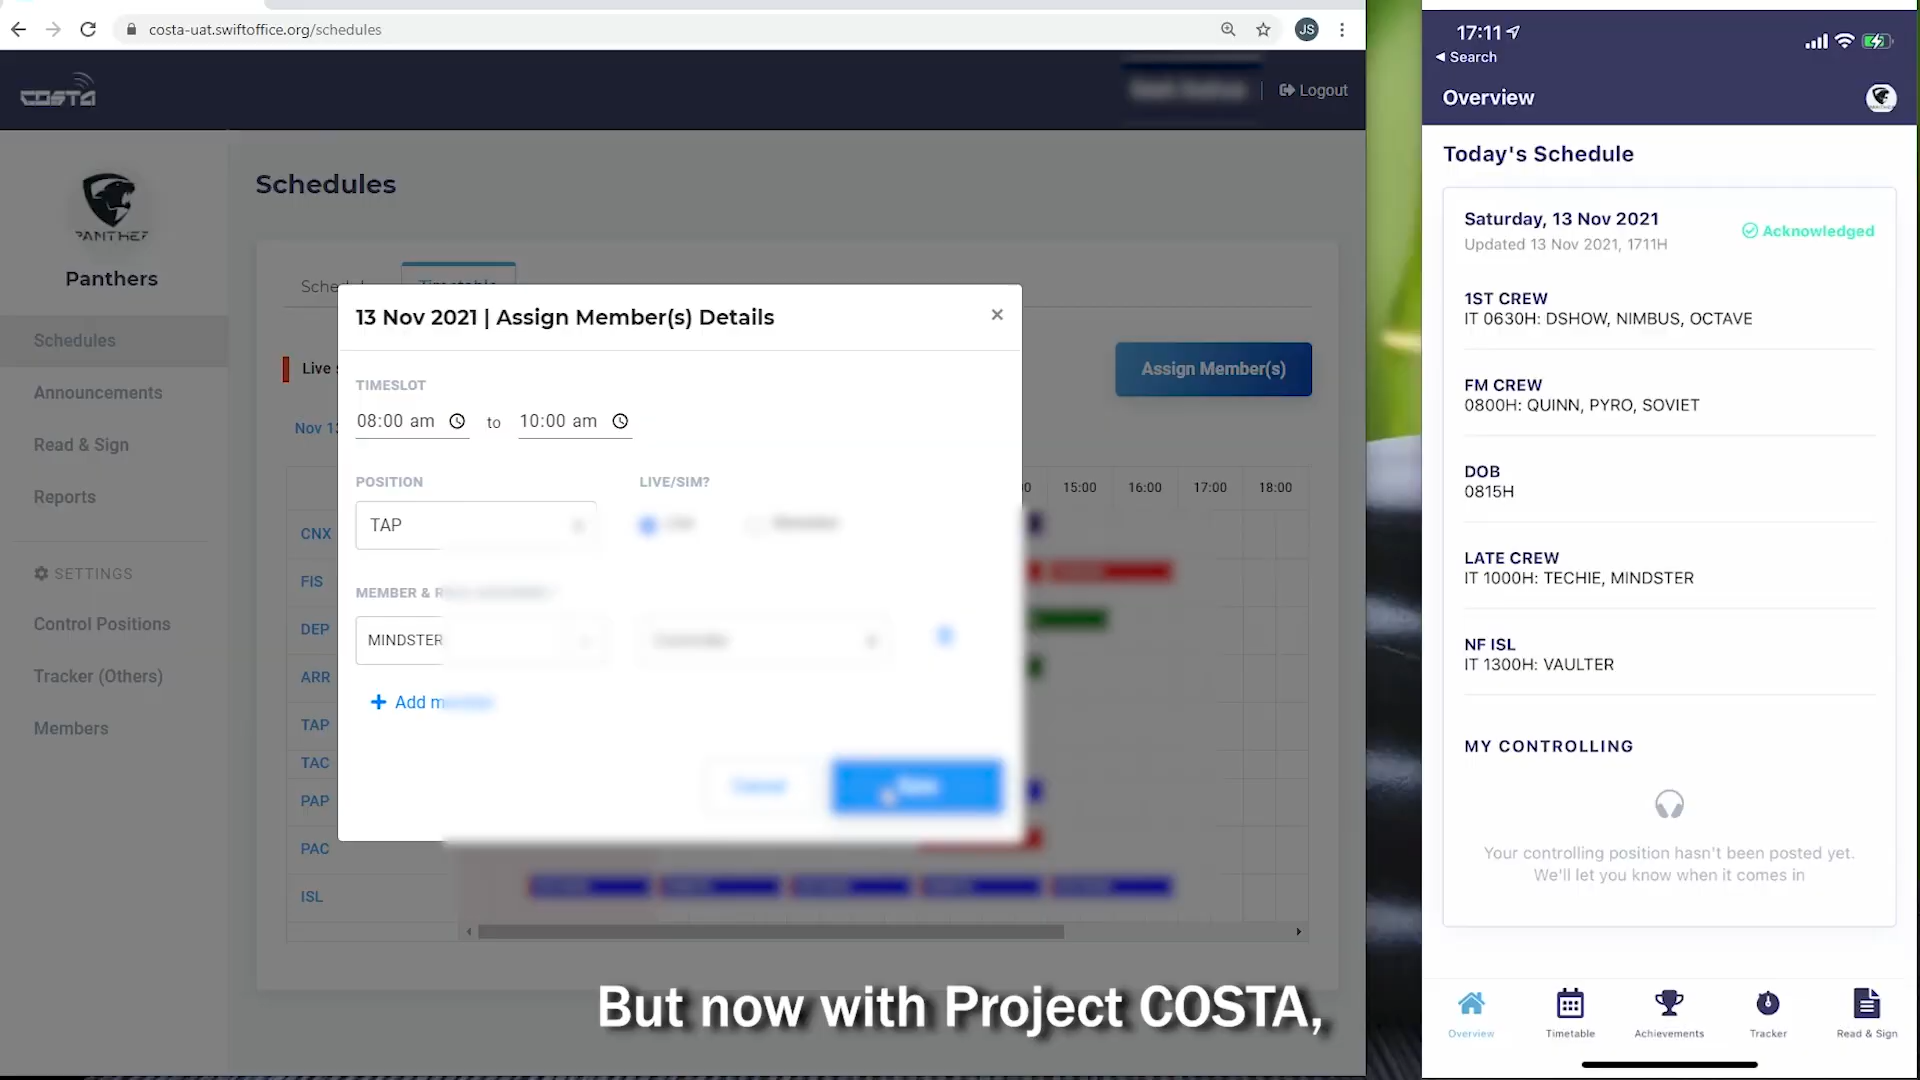 costa-uat.swiftoffice.org/schedules
JS
COSTA
Logout
PANTHER
Panthers
Schedules
Announcements
Read & Sign
Reports
SETTINGS
Control Positions
Tracker (Others)
Members
Schedules
13 Nov 2021 | Assign Member(s) Details
×
TIMESLOT
08:00 am to 10:00 am
POSITION
LIVE/SIM?
TAP
MEMBER &
MINDSTER
Add
Live
Assign Member(s)
Nov 13
15:00 16:00 17:00 18:00
CNX
FIS
DEP
ARR
TAP
TAC
PAP
PAC
ISL
But now with Project COSTA,
17:11
Search
Overview
Today's Schedule
Saturday, 13 Nov 2021
Acknowledged
Updated 13 Nov 2021, 1711H
1ST CREW
IT 0630H: DSHOW, NIMBUS, OCTAVE
FM CREW
0800H: QUINN, PYRO, SOVIET
DOB
0815H
LATE CREW
IT 1000H: TECHIE, MINDSTER
NF ISL
IT 1300H: VAULTER
MY CONTROLLING
Your controlling position hasn't been posted yet.
We'll let you know when it comes in
Overview
Timetable
Achievements
Tracker
Read & Sign